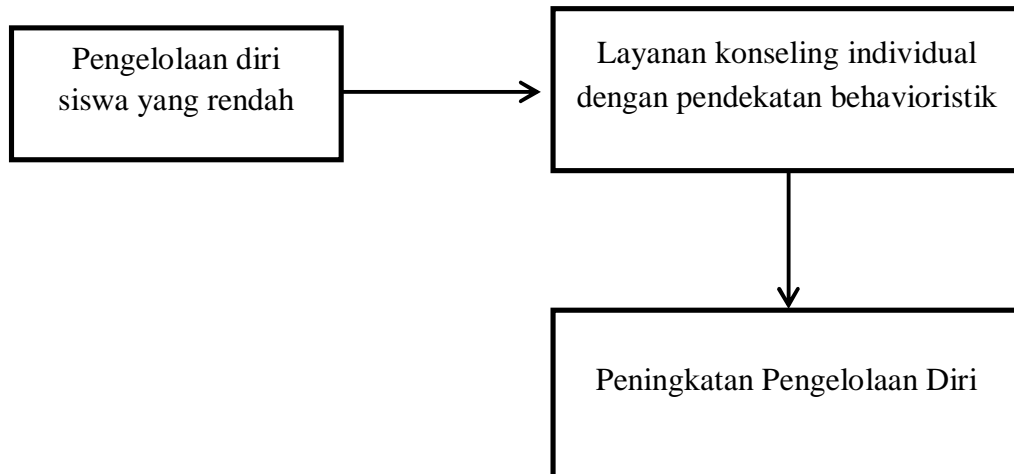 Pengelolaan diri
siswa yang rendah
Layanan konseling individual
dengan pendekatan behavioristik
Peningkatan Pengelolaan Diri